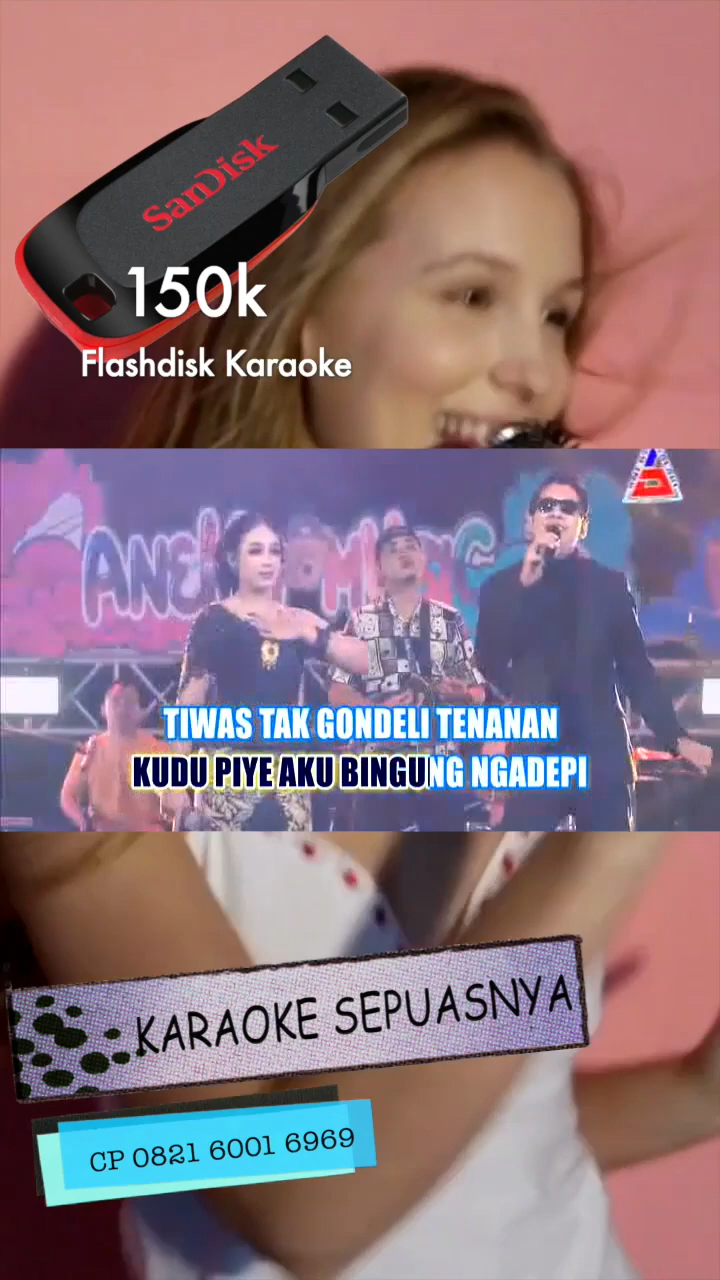 SanDisk
150k
Flashdisk Karaoke
TIWAS TAK GONDELI TENANAN
KUDU PIYE AKU BINGUNG NGADEPI
KARAOKE SEPUASNYA
CP 0821 6001 6969